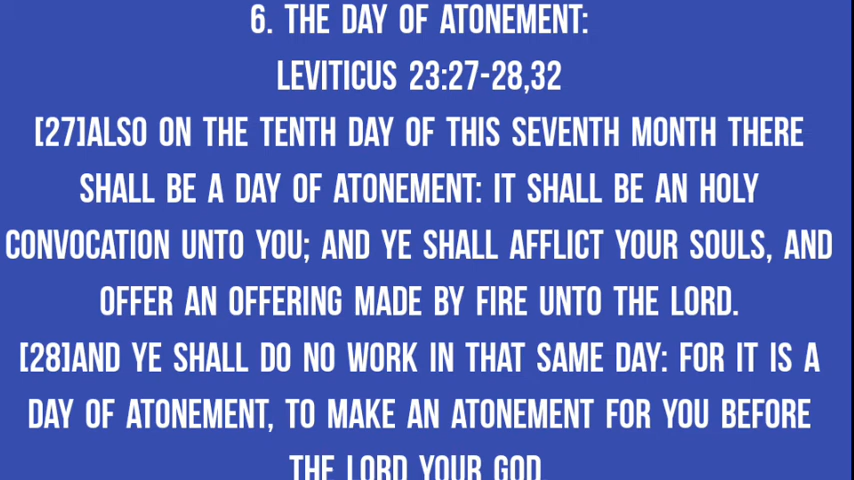 6. THE DAY OF ATONEMENT:
LEVITICUS 23:27-28,32
[27]ALSO ON THE TENTH DAY OF THIS SEVENTH MONTH THERE
SHALL BE A DAY OF ATONEMENT: IT SHALL BE AN HOLY
CONVOCATION UNTO YOU; AND YE SHALL AFFLICT YOUR SOULS, AND
OFFER AN OFFERING MADE BY FIRE UNTO THE LORD.
[28]AND YE SHALL DO NO WORK IN THAT SAME DAY: FOR IT IS A
DAY OF ATONEMENT, TO MAKE AN ATONEMENT FOR YOU BEFORE
THE LORD YOUR GOD.